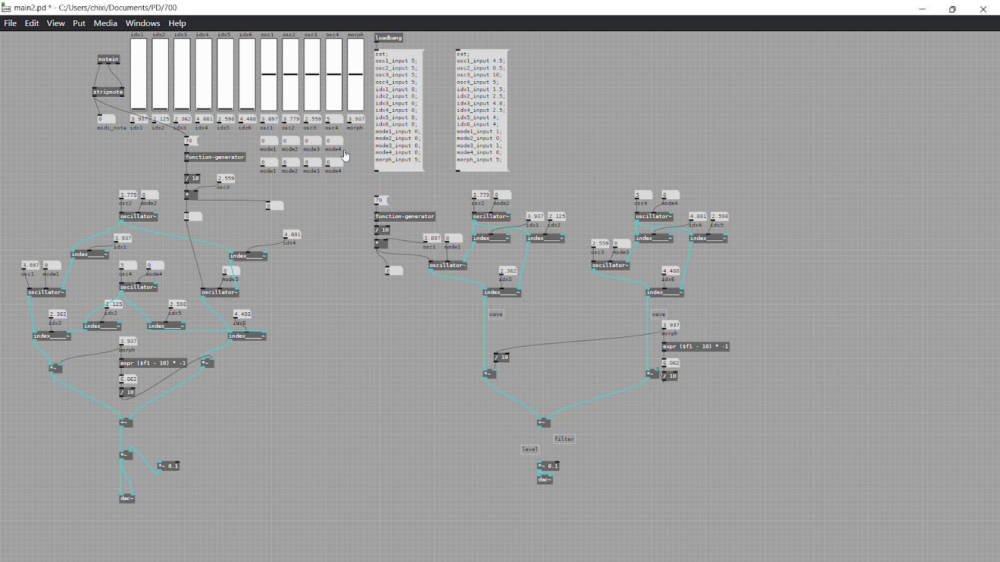 main2.pd * - C:/Users/chixi/Documents/PD/700
File Edit View Put Media Windows Help
idx1 idx2 idx3 idx4 idx5 idx6 osc1 osc2 osc3 osc4 morph
notein
stripnote
0
midi_note
3.937 2.125 2.362 4.881 2.598 4.488 3.897 3.779 2.559 5 3.937
idx1 idx2 idx3 idx4 idx5 idx6 osc1 osc2 osc3 osc4 morph
0 0 0 0
mode1 mode2 mode3 mode4
0 0 0 0
mode1 mode2 mode3 mode4
loadbang
set;
osc1_input 5;
osc2_input 5;
osc3_input 5;
osc4_input 5;
idx1_input 0;
idx2_input 0;
idx3_input 0;
idx4_input 0;
idx5_input 0;
idx6_input 0;
mode1_input 0;
mode2_input 0;
mode3_input 0;
mode4_input 0;
morph_input 5;
set;
osc1_input 4.5;
osc2_input 0.5;
osc3_input 10;
osc4_input 5;
idx1_input 1.5;
idx2_input 2.5;
idx3_input 4.8;
idx4_input 2.5;
idx5_input 4;
idx6_input 4;
mode1_input 1;
mode2_input 0;
mode3_input 1;
mode4_input 0;
morph_input 5;
70
function-generator
/ 10
2.559
osc3
*
0
0
3.779 0
osc2 mode2
oscillator~
3.937
idx1
index_____~
4.881
idx4
index_____~
3.897 0
osc1 mode1
oscillator~
5 0
osc4 mode4
oscillator~
0
mode3
oscillator~
2.362
idx3
index_____~
2.125
idx2
index_____~
2.598
idx5
index_____~
4.488
idx6
index_____~
3.937
morph
*~
expr ($f1 - 10) * -1
*~
6.062
/ 10
+~
*~
*~ 0.1
dac~
70
function-generator
/ 10
*
0
3.897 0
osc1 mode1
oscillator~
3.779 0
osc2 mode2
oscillator~
3.937 2.125
idx1 idx2
index_____~ index_____~
2.362
idx3
index_____~
wave
/ 10
*~
5 0
osc4 mode4
oscillator~
4.881 2.598
idx4 idx5
index_____~ index_____~
2.559 0
osc3 mode3
oscillator~
4.488
idx6
index_____~
wave
3.937
morph
expr ($f1 - 10) * -1
6.062
*~ / 10
+~
filter
level
*~ 0.1
dac~